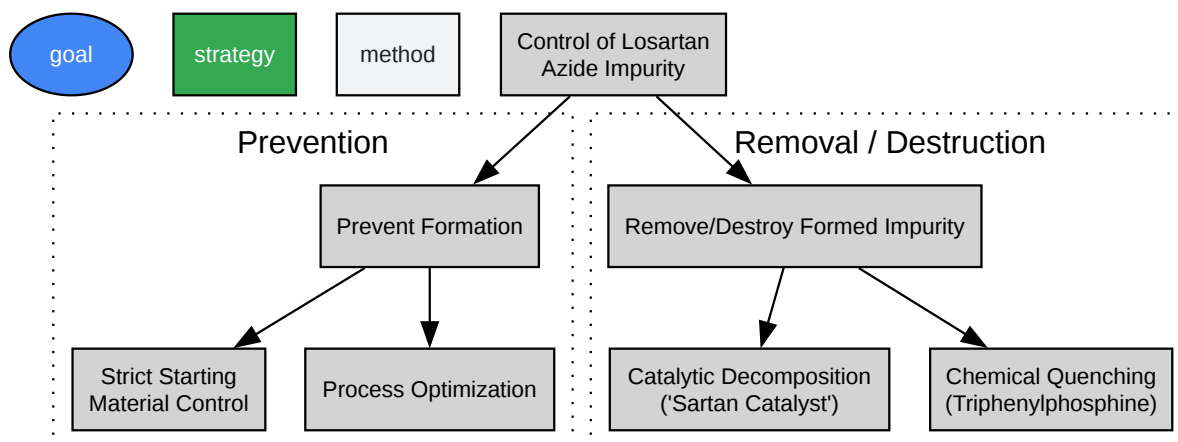 goal
strategy
method
Control of Losartan
Azide Impurity
Prevention
Removal / Destruction
Prevent Formation
Remove/Destroy Formed Impurity
Strict Starting
Material Control
Process Optimization
Catalytic Decomposition
('Sartan Catalyst')
Chemical Quenching
(Triphenylphosphine)